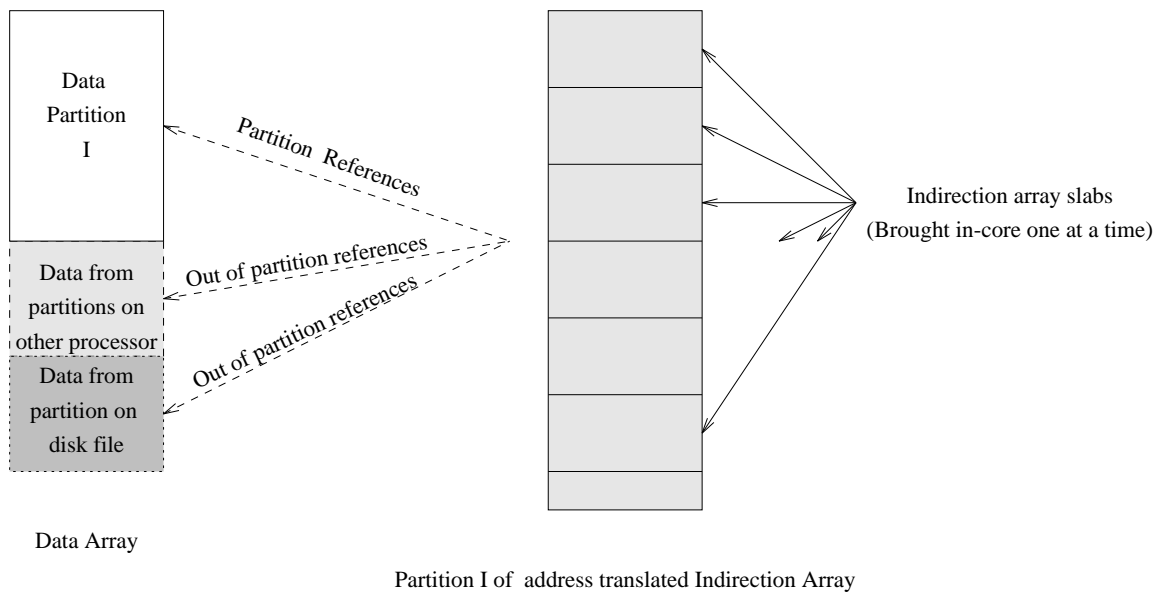 Data
Partition
I
Partition References
Out of partition references
Out of partition references
Data from
partitions on
other processor
Data from
partition on
disk file
Data Array
Indirection array slabs
(Brought in-core one at a time)
Partition I of address translated Indirection Array